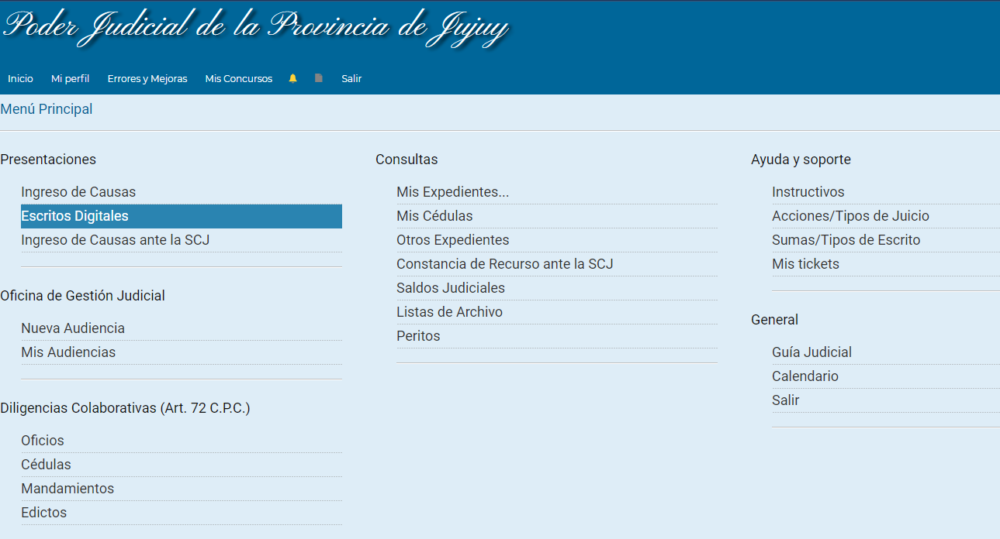 Poder Judicial de la Provincia de Jujuy
Inicio Mi perfil Errores y Mejoras Mis Concursos Salir
Menú Principal
Presentaciones
Ingreso de Causas
Escritos Digitales
Ingreso de Causas ante la SCJ
Oficina de Gestión Judicial
Nueva Audiencia
Mis Audiencias
Diligencias Colaborativas (Art. 72 C.P.C.)
Oficios
Cédulas
Mandamientos
Edictos
Consultas
Mis Expedientes...
Mis Cédulas
Otros Expedientes
Constancia de Recurso ante la SCJ
Saldos Judiciales
Listas de Archivo
Peritos
Ayuda y soporte
Instructivos
Acciones/Tipos de Juicio
Sumas/Tipos de Escrito
Mis tickets
General
Guía Judicial
Calendario
Salir